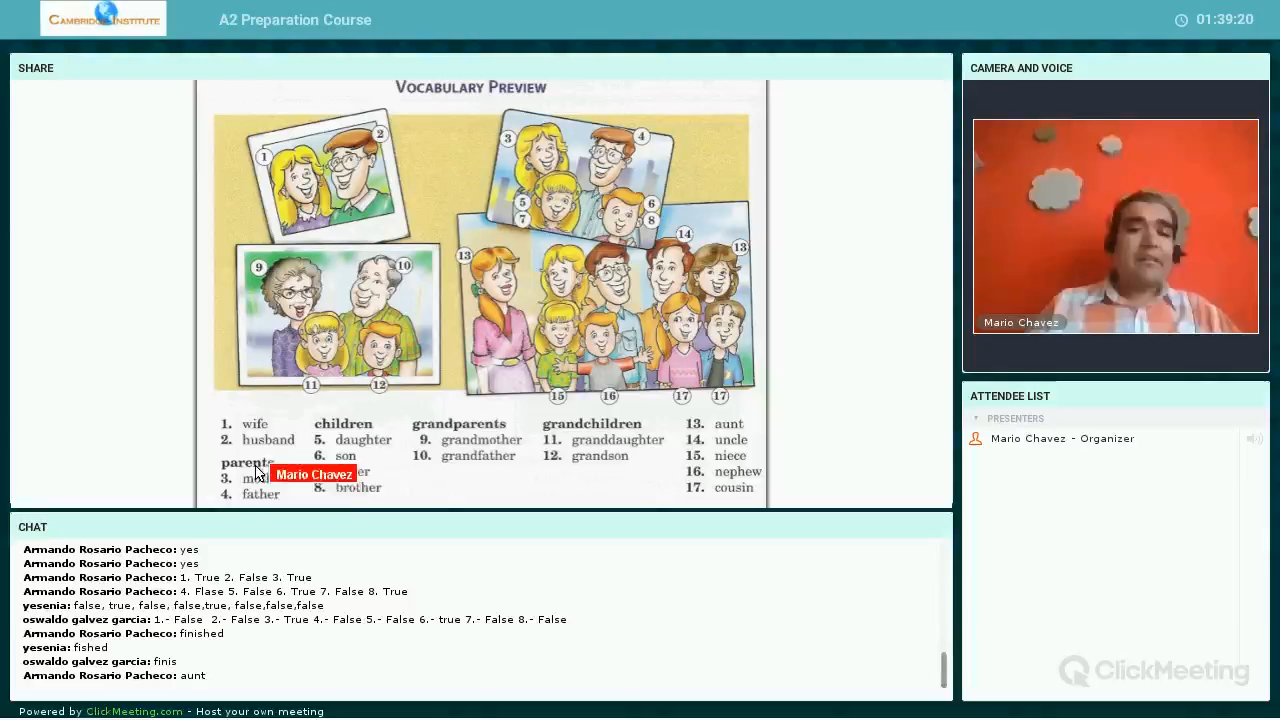 CAMBRIDGE INSTITUTE
A2 Preparation Course
01:39:20
SHARE
VOCABULARY PREVIEW
1
2
3
4
5
6
7
8
9
10
11
12
13
14
13
15
16
17
17
1. wife
2. husband
parents
3.
4. father
children
5. daughter
6. son
8. brother
grandparents
9. grandmother
10. grandfather
grandchildren
11. granddaughter
12. grandson
13. aunt
14. uncle
15. niece
16. nephew
17. cousin
Mario Chavez
CAMERA AND VOICE
Mario Chavez
ATTENDEE LIST
PRESENTERS
Mario Chavez - Organizer
ClickMeeting
CHAT
Armando Rosario Pacheco: yes
Armando Rosario Pacheco: yes
Armando Rosario Pacheco: 1. True 2. False 3. True
Armando Rosario Pacheco: 4. Flase 5. False 6. True 7. False 8. True
yesenia: false, true, false, false,true, false,false,false
oswaldo galvez garcia: 1.- False 2.- False 3.- True 4.- False 5.- False 6.- true 7.- False 8.- False
Armando Rosario Pacheco: finished
yesenia: fished
oswaldo galvez garcia: finis
Armando Rosario Pacheco: aunt
Powered by ClickMeeting.com - Host your own meeting